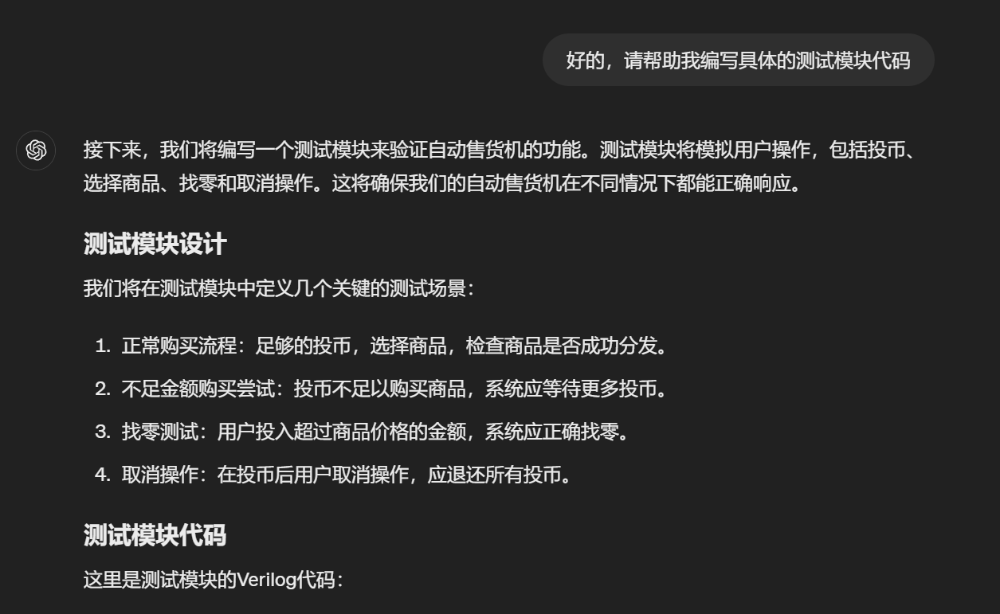 好的，请帮助我编写具体的测试模块代码
接下来，我们将编写一个测试模块来验证自动售货机的功能。测试模块将模拟用户操作，包括投币、
选择商品、找零和取消操作。这将确保我们的自动售货机在不同情况下都能正确响应。
测试模块设计
我们将在测试模块中定义几个关键的测试场景：
1. 正常购买流程：足够的投币，选择商品，检查商品是否成功分发。
2. 不足金额购买尝试：投币不足以购买商品，系统应等待更多投币。
3. 找零测试：用户投入超过商品价格的金额，系统应正确找零。
4. 取消操作：在投币后用户取消操作，应退还所有投币。
测试模块代码
这里是测试模块的Verilog代码：